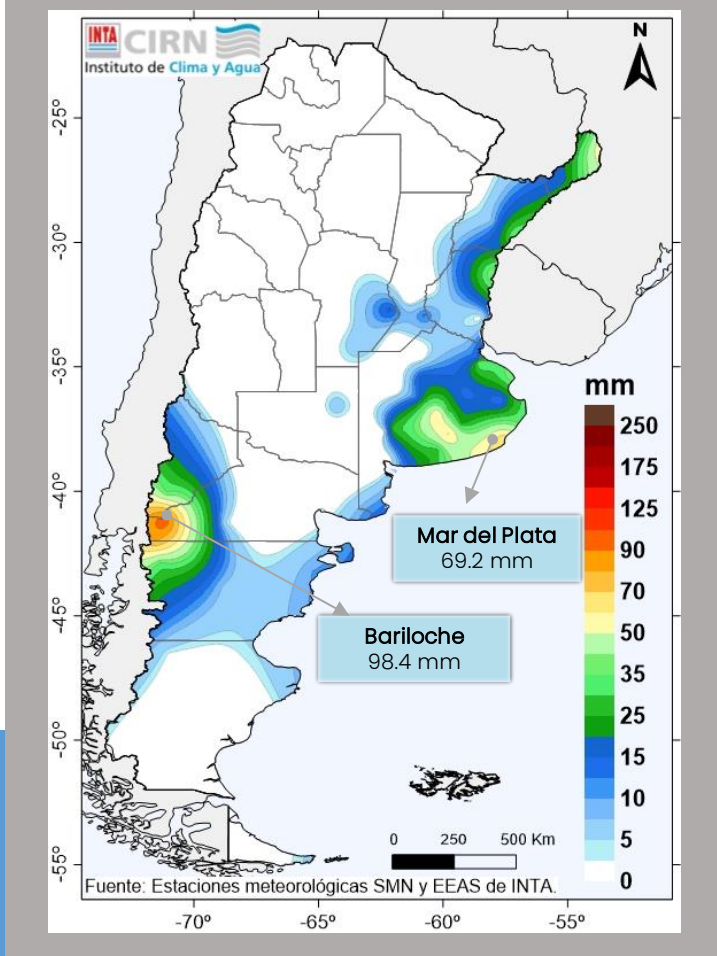 INTA CIRN
Instituto de Clima y Agua
N
-25°
-30°
-35°
-40°
-45°
-50°
-55°
mm
250
175
125
90
70
50
35
25
15
10
5
0
Mar del Plata
69.2 mm
Bariloche
98.4 mm
0 250 500 Km
Fuente: Estaciones meteorológicas SMN y EEAS de INTA.
-70° -65° -60° -55°